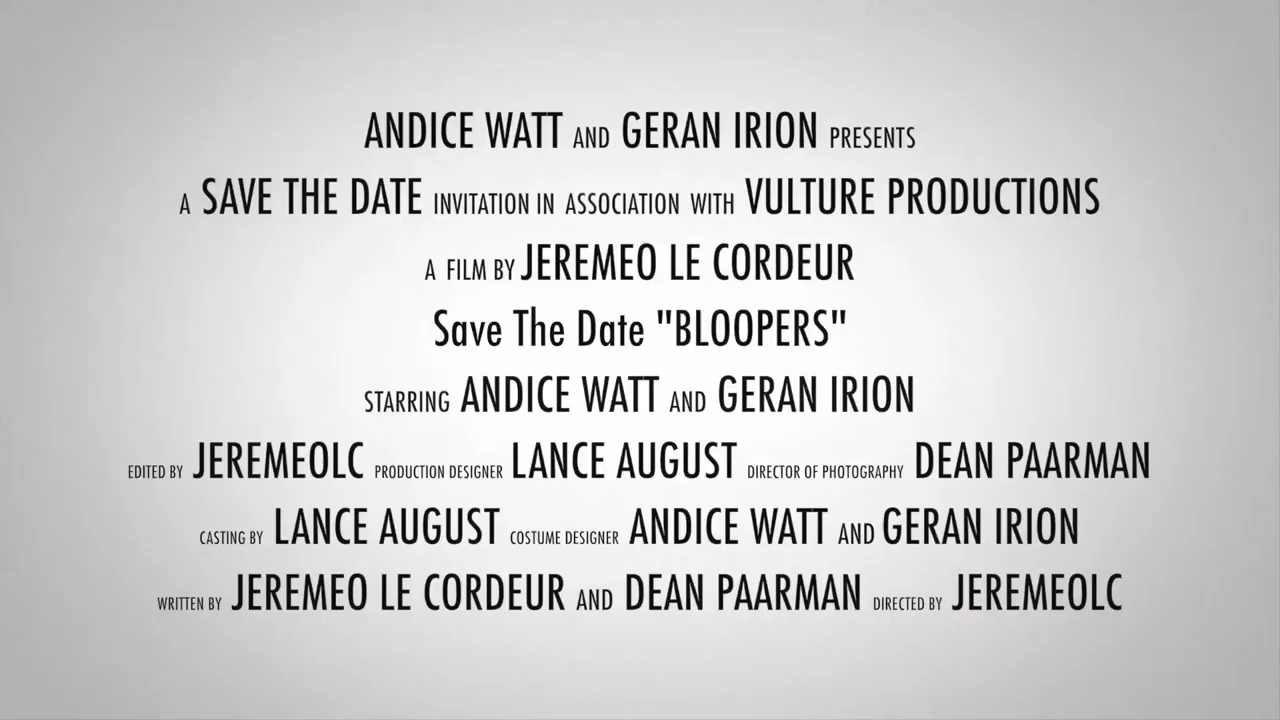 ANDICE WATT AND GERAN IRION PRESENTS
A SAVE THE DATE INVITATION IN ASSOCIATION WITH VULTURE PRODUCTIONS
A FILM BY JEREMEO LE CORDEUR
Save The Date "BLOOPERS"
STARRING ANDICE WATT AND GERAN IRION
EDITED BY JEREMEOLC PRODUCTION DESIGNER LANCE AUGUST DIRECTOR OF PHOTOGRAPHY DEAN PAARMAN
CASTING BY LANCE AUGUST COSTUME DESIGNER ANDICE WATT AND GERAN IRION
WRITTEN BY JEREMEO LE CORDEUR AND DEAN PAARMAN DIRECTED BY JEREMEOLC